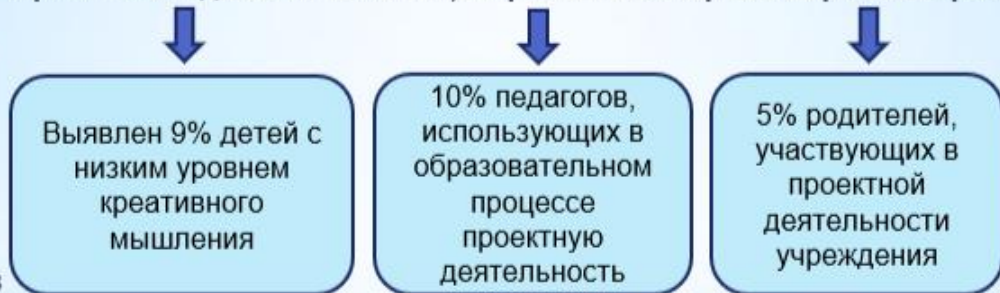 Выявлен 9% детей с
низким уровнем
креативного
мышления
10% педагогов,
использующих в
образовательном
процессе
проектную
деятельность
5% родителей,
участвующих в
проектной
деятельности
учреждения